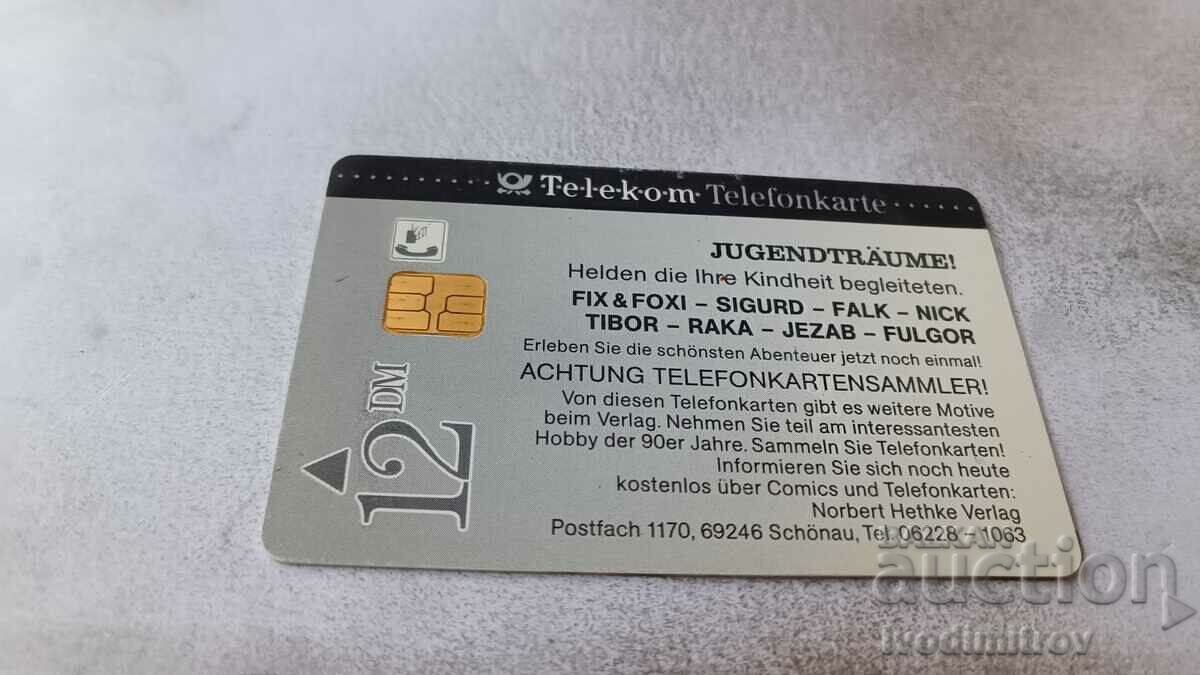 Telekom Telefonkarte
JUGENDTRÄUME!
Helden die Ihre Kindheit begleiteten.
FIX & FOXI – SIGURD – FALK – NICK
TIBOR – RAKA – JEZAB – FULGOR
Erleben Sie die schönsten Abenteuer jetzt noch einmal!
ACHTUNG TELEFONKARTENSAMMLER!
Von diesen Telefonkarten gibt es weitere Motive
beim Verlag. Nehmen Sie teil am interessantesten
Hobby der 90er Jahre. Sammeln Sie Telefonkarten!
Informieren Sie sich noch heute
kostenlos über Comics und Telefonkarten:
Norbert Hethke Verlag
Postfach 1170, 69246 Schönau, Tel. 06228 – 1063
12 DM
BALKAN
auction
ivodimitrov